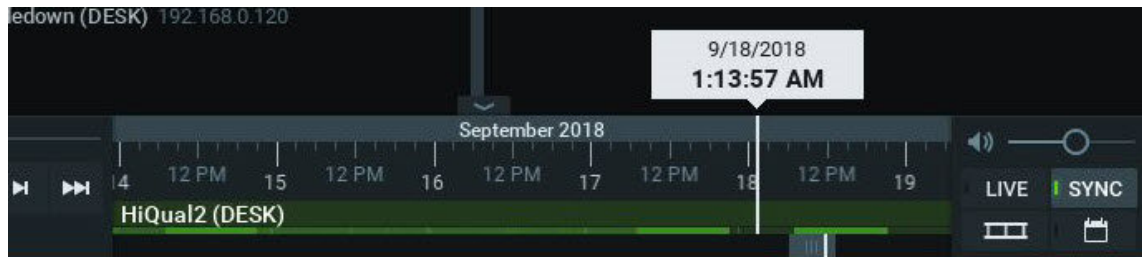 ledown (DESK) 192.168.0.120
9/18/2018
1:13:57 AM
September 2018
14 12 PM 15 12 PM 16 12 PM 17 12 PM 18 12 PM 19
LIVE SYNC
HiQual2 (DESK)